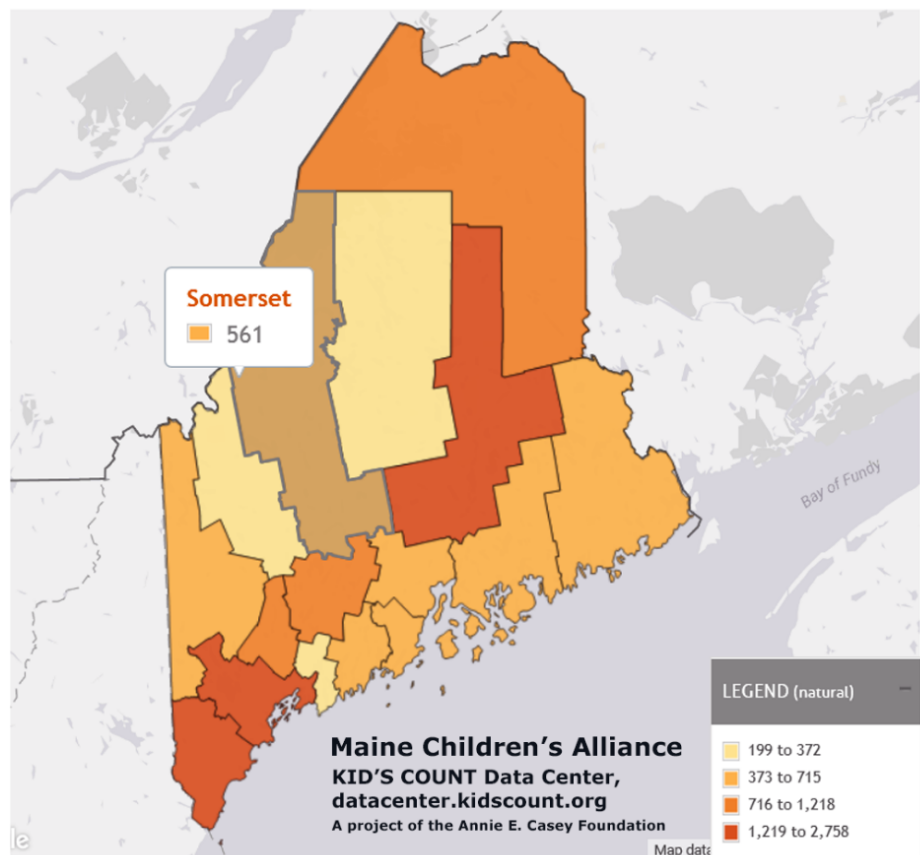 Somerset
561
Bay of Fundy
LEGEND (natural)
199 to 372
373 to 715
716 to 1,218
1,219 to 2,758
Maine Children's Alliance
KID'S COUNT Data Center,
datacenter.kidscount.org
A project of the Annie E. Casey Foundation
le
Map data